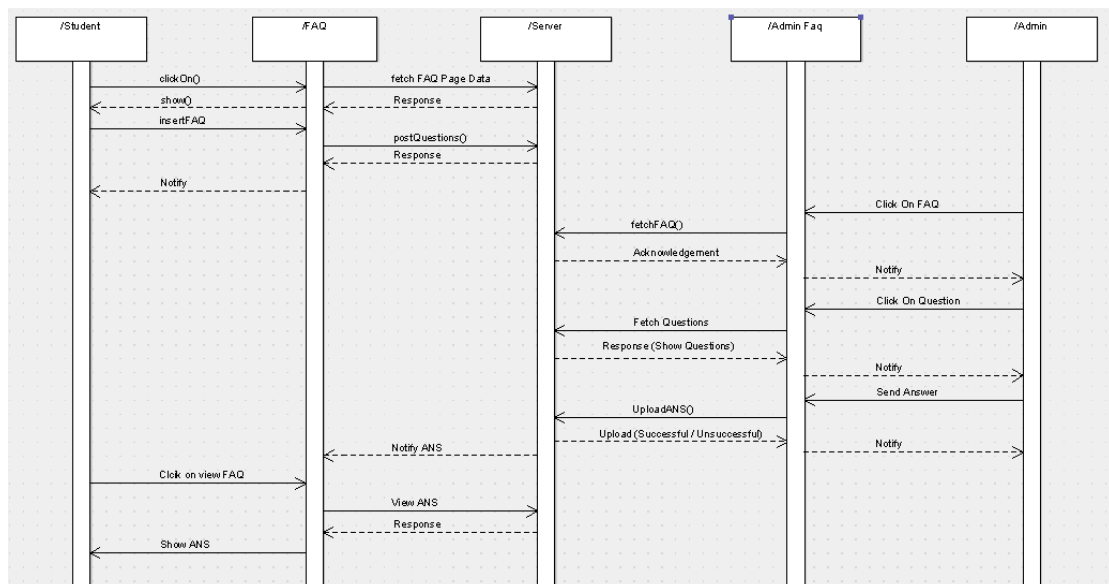 /Student
/FAQ
/Server
/Admin Faq
/Admin
clickOn()
fetch FAQ Page Data
show()
Response
insertFAQ
postQuestions()
Response
Notify
Click On FAQ
fetchFAQ()
Acknowledgement
Notify
Click On Question
Fetch Questions
Response (Show Questions)
Notify
Send Answer
UploadANS()
Upload (Successful / Unsuccessful)
Notify
Notify ANS
Clcik on view FAQ
View ANS
Response
Show ANS